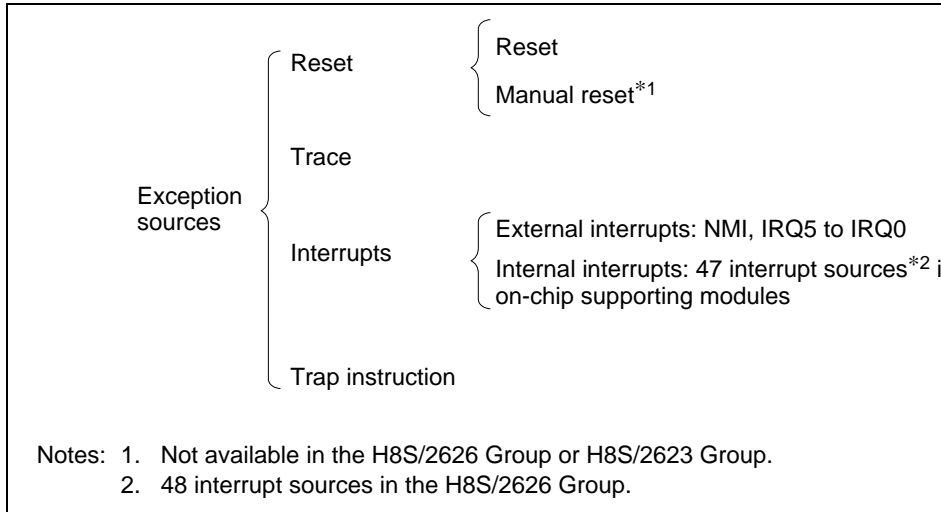 Exception
sources
Reset
Reset
Manual reset*1
Trace
Interrupts
External interrupts: NMI, IRQ5 to IRQ0
Internal interrupts: 47 interrupt sources*2 i
on-chip supporting modules
Trap instruction
Notes: 1. Not available in the H8S/2626 Group or H8S/2623 Group.
2. 48 interrupt sources in the H8S/2626 Group.